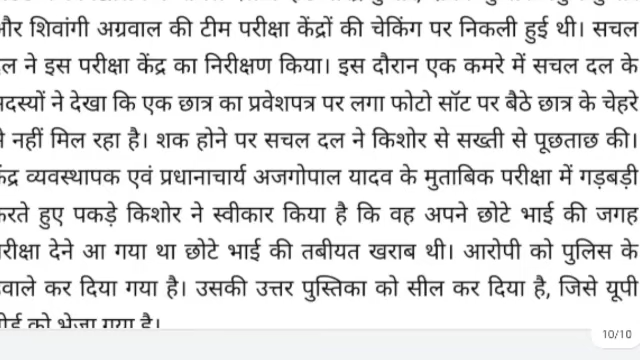 और शिवांगी अग्रवाल की टीम परीक्षा केंद्रों की चेकिंग पर निकली हुई थी। सचल
ल ने इस परीक्षा केंद्र का निरीक्षण किया। इस दौरान एक कमरे में सचल दल के
दस्यों ने देखा कि एक छात्र का प्रवेशपत्र पर लगा फोटो सॉट पर बैठे छात्र के चेहरे
से नहीं मिल रहा है। शक होने पर सचल दल ने किशोर से सख्ती से पूछताछ की।
केंद्र व्यवस्थापक एवं प्रधानाचार्य अजगोपाल यादव के मुताबिक परीक्षा में गड़बड़ी
करते हुए पकड़े किशोर ने स्वीकार किया है कि वह अपने छोटे भाई की जगह
परीक्षा देने आ गया था छोटे भाई की तबीयत खराब थी। आरोपी को पुलिस के
हवाले कर दिया गया है। उसकी उत्तर पुस्तिका को सील कर दिया है, जिसे यूपी
बोर्ड को भेजा गया है।
10/10